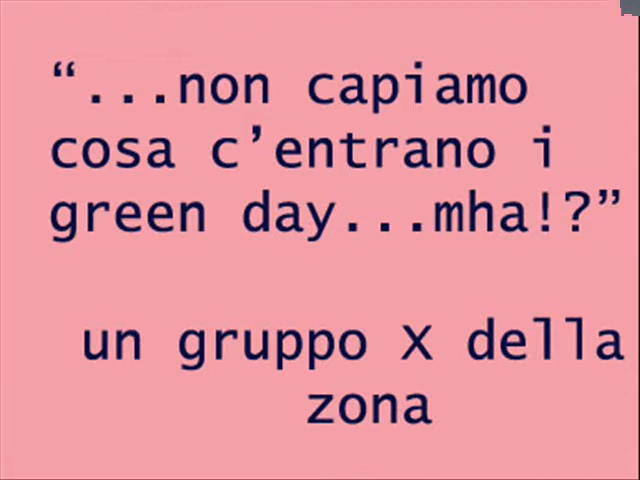 “...non capiamo
cosa c’entrano i
green day...mha!?”
un gruppo X della
zona